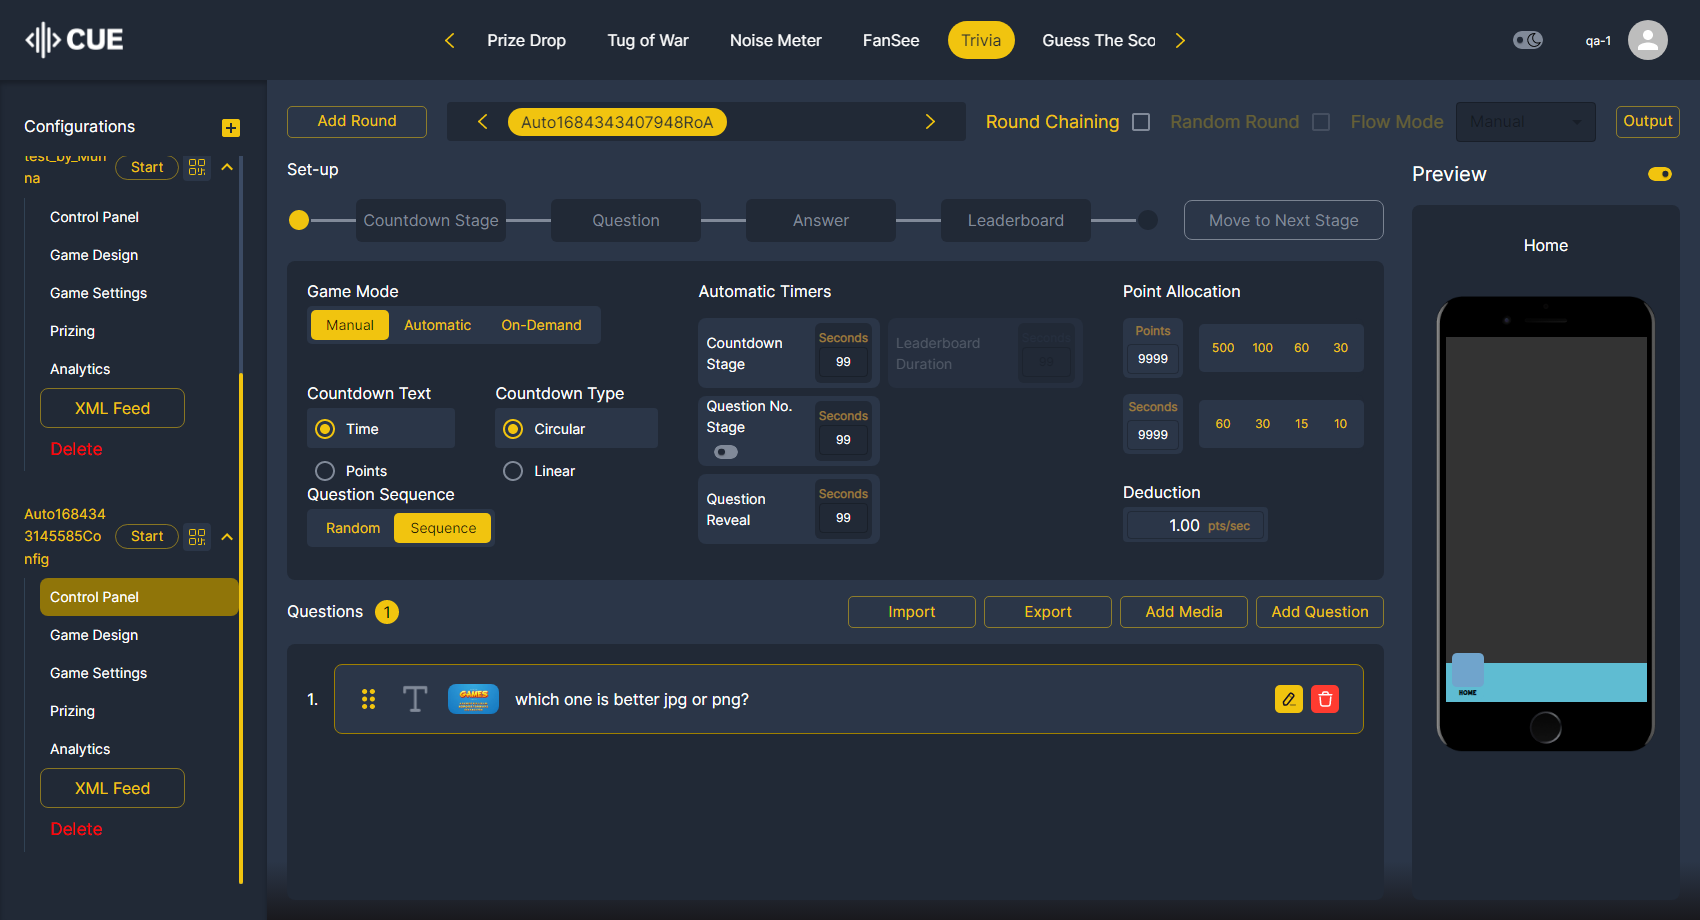 CUE
Prize Drop
Tug of War
Noise Meter
FanSee
Trivia
Guess The Sco
qa-1
Configurations
test_by_Mun
na
Start
Control Panel
Game Design
Game Settings
Prizing
Analytics
XML Feed
Delete
Auto168434
3145585Co
nfig
Start
Control Panel
Game Design
Game Settings
Prizing
Analytics
XML Feed
Delete
Add Round
Auto1684343407948RoA
Round Chaining
Random Round
Flow Mode
Manual
Output
Set-up
Countdown Stage
Question
Answer
Leaderboard
Move to Next Stage
Game Mode
Manual
Automatic
On-Demand
Countdown Text
Time
Points
Countdown Type
Circular
Linear
Question Sequence
Random
Sequence
Automatic Timers
Countdown
Stage
Seconds
99
Leaderboard
Duration
Seconds
99
Question No.
Stage
Seconds
99
Question
Reveal
Seconds
99
Point Allocation
Points
9999
500 100 60 30
Seconds
9999
60 30 15 10
Deduction
1.00 pts/sec
Questions 1
Import
Export
Add Media
Add Question
1.
T
GAMES
which one is better jpg or png?
Preview
Home
HOME